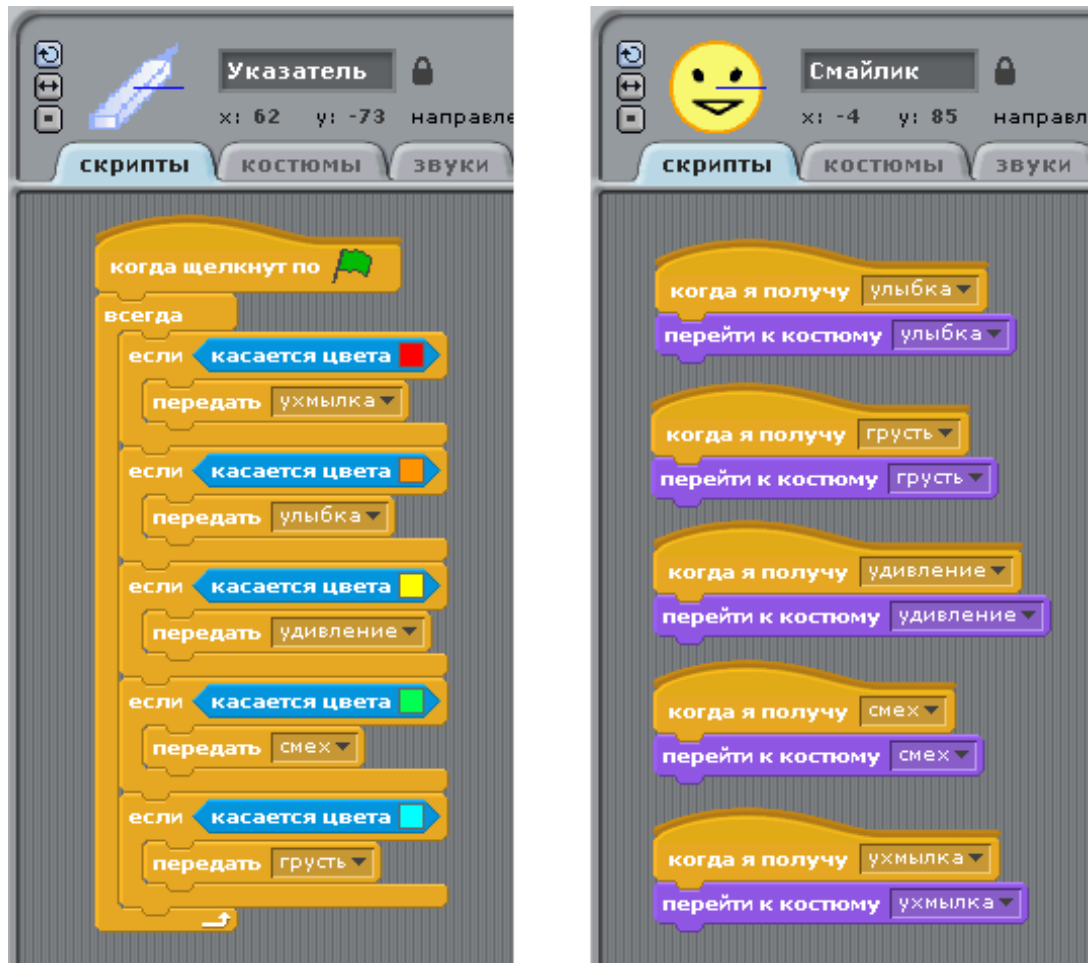 Указатель
x: 62 y: -73 направле
скрипты костюмы звуки
когда щелкнут по
всегда
если касается цвета
передать ухмылка
если касается цвета
передать улыбка
если касается цвета
передать удивление
если касается цвета
передать смех
если касается цвета
передать грусть
Смайлик
x: -4 y: 85 направл
скрипты костюмы звуки
когда я получу улыбка
перейти к костюму улыбка
когда я получу грусть
перейти к костюму грусть
когда я получу удивление
перейти к костюму удивление
когда я получу смех
перейти к костюму смех
когда я получу ухмылка
перейти к костюму ухмылка